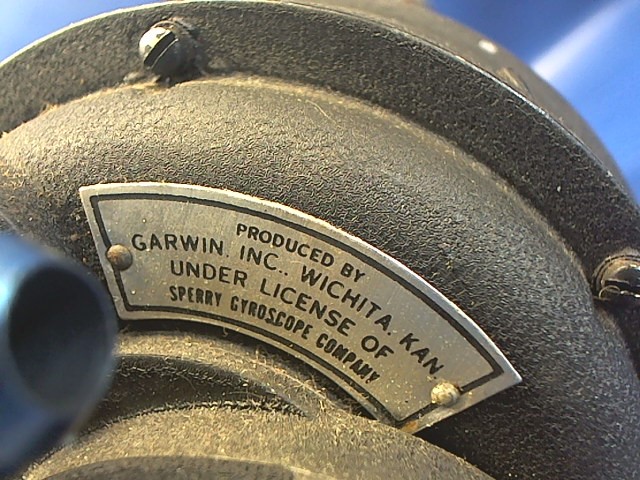 PRODUCED BY
GARWIN, INC., WICHITA, KAN
UNDER LICENSE OF
SPERRY GYROSCOPE COMPANY